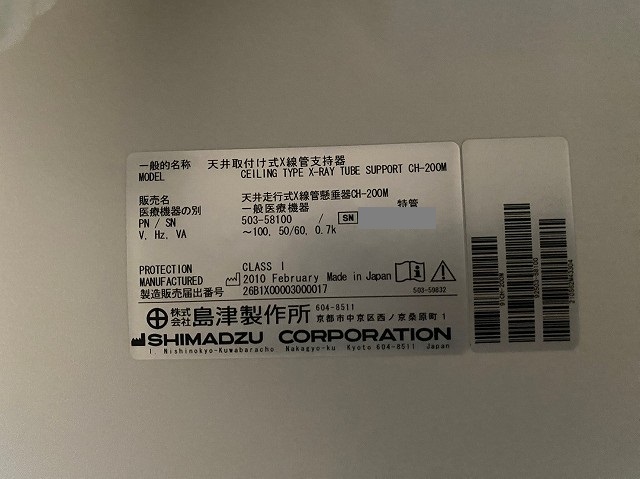 一般的名称 天井取付け式X線管支持器
MODEL CEILING TYPE X-RAY TUBE SUPPORT CH-200M
販売名 天井走行式X線管懸垂器CH-200M
医療機器の別 一般医療機器 特管
PN / SN 503-58100 / SN
V, Hz, VA ~100, 50/60, 0.7k
PROTECTION CLASS I
MANUFACTURED 2010 February Made in Japan
製造販売届出番号 26B1X00003000017 503-59832
株式会社 島津製作所 604-8511
京都市中京区西ノ京桑原町1
SHIMADZU CORPORATION
1, Nishinokyo-Kuwabaracho, Nakagyo-ku Kyoto 604-8511 Japan